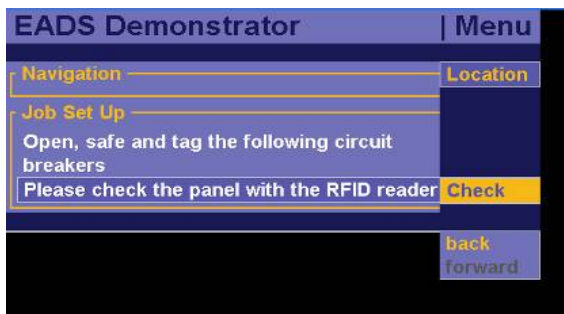 EADS Demonstrator | Menu
Navigation Location
Job Set Up
Open, safe and tag the following circuit
breakers
Please check the panel with the RFID reader Check
back
forward